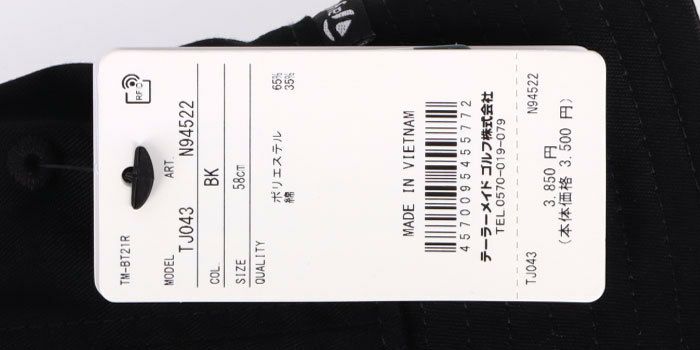 RFID
TM-BT21R
MODEL ART.
TJ043 N94522
COL. BK
SIZE 58cm
QUALITY
ポリエステル 65%
綿 35%
MADE IN VIETNAM
4570095455772
テーラーメイド ゴルフ株式会社
TEL.0570-019-079
TJ043 N94522
3.850 円
(本体価格 3.500 円)